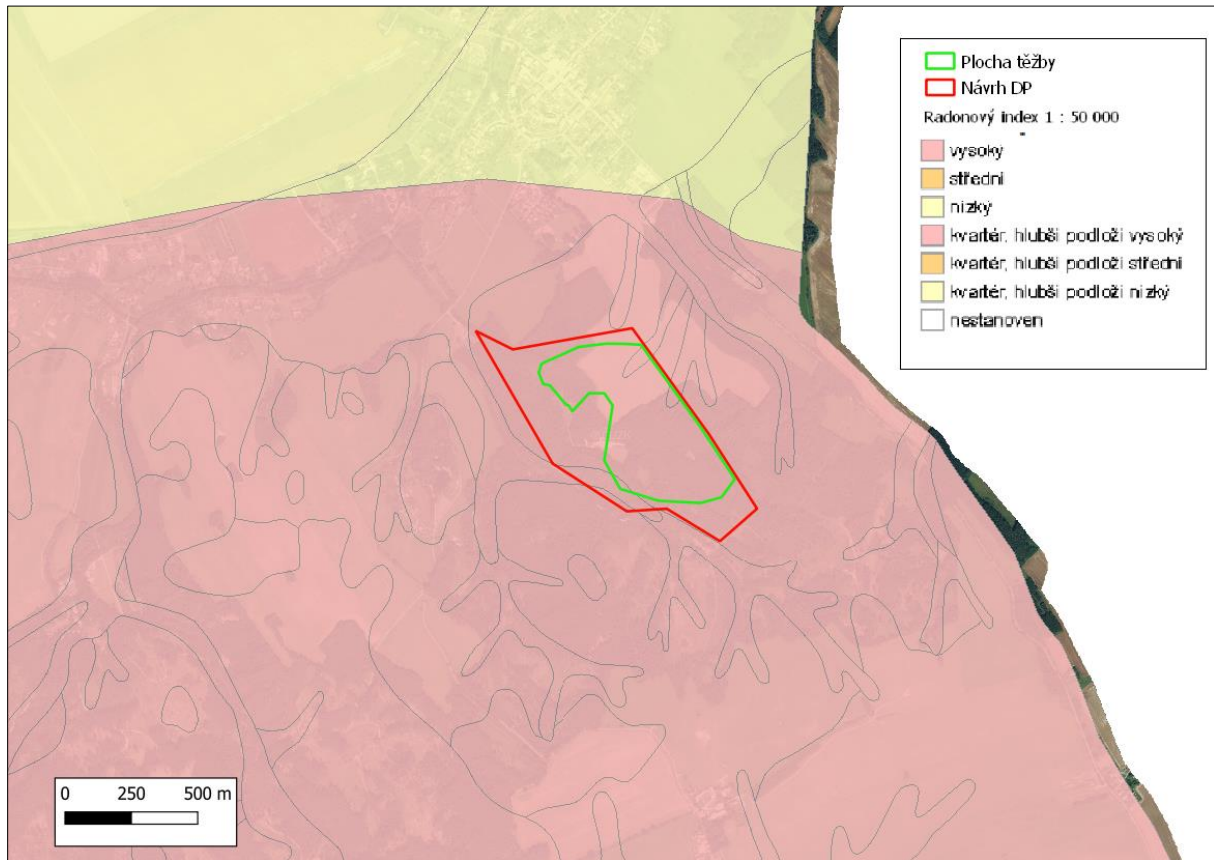 Plocha těžby
Návrh DP
Radonový index 1 : 50 000
vysoký
střední
nízký
kvartér, hlubší podloží vysoký
kvartér, hlubší podloží střední
kvartér, hlubší podloží nízký
nestanoven
0 250 500 m